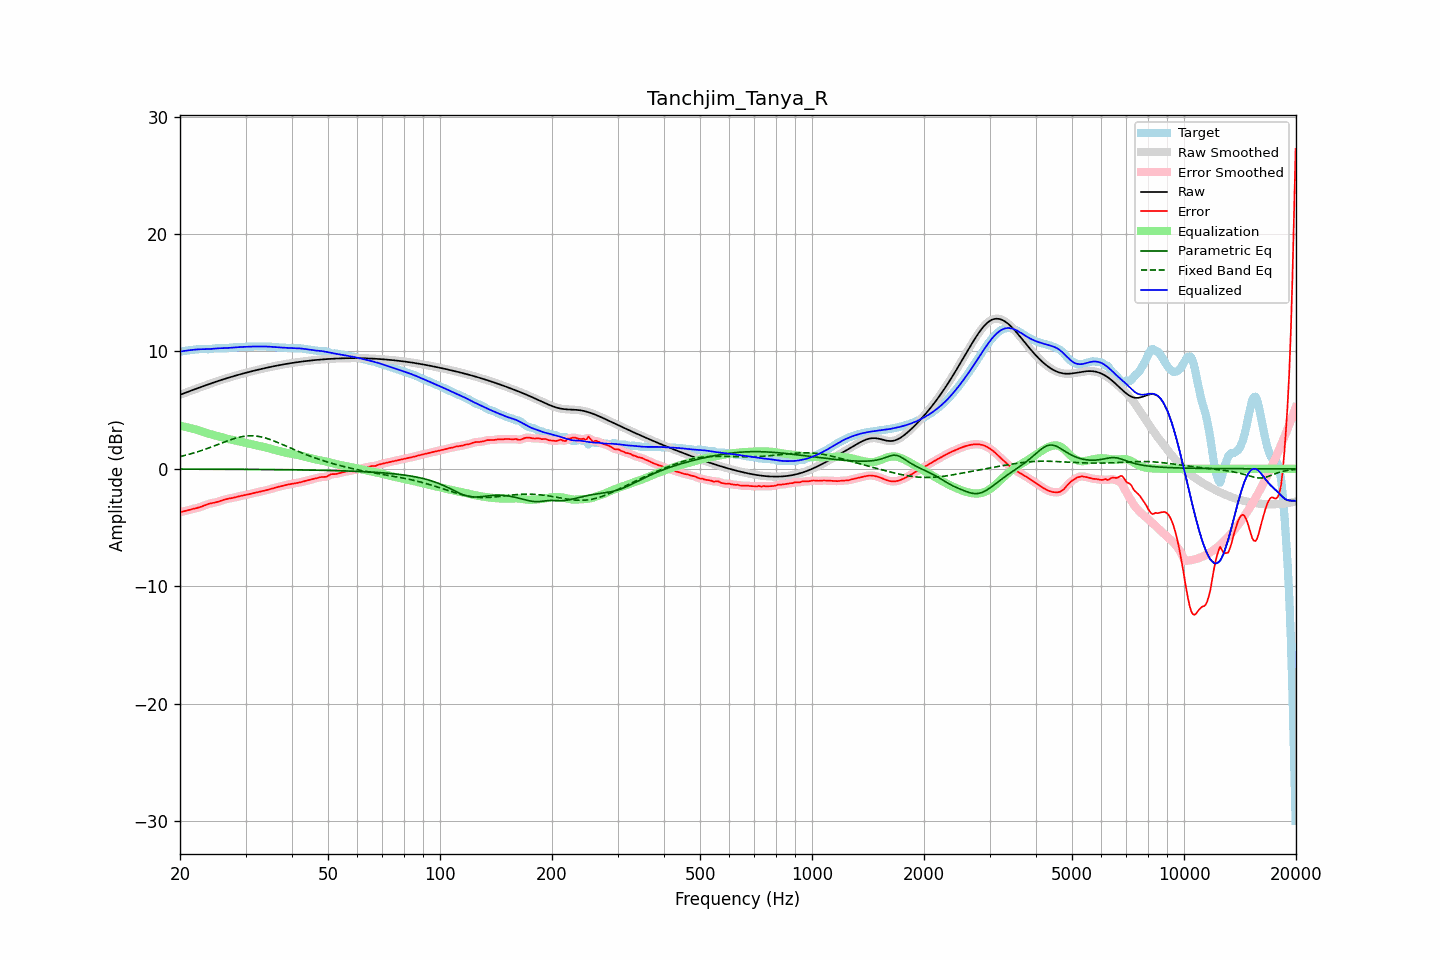 Tanchjim_Tanya_R
30
20
10
0
−10
−20
−30
Amplitude (dBr)
Target
Raw Smoothed
Error Smoothed
Raw
Error
Equalization
Parametric Eq
Fixed Band Eq
Equalized
20 50 100 200 500 1000 2000 5000 10000 20000
Frequency (Hz)